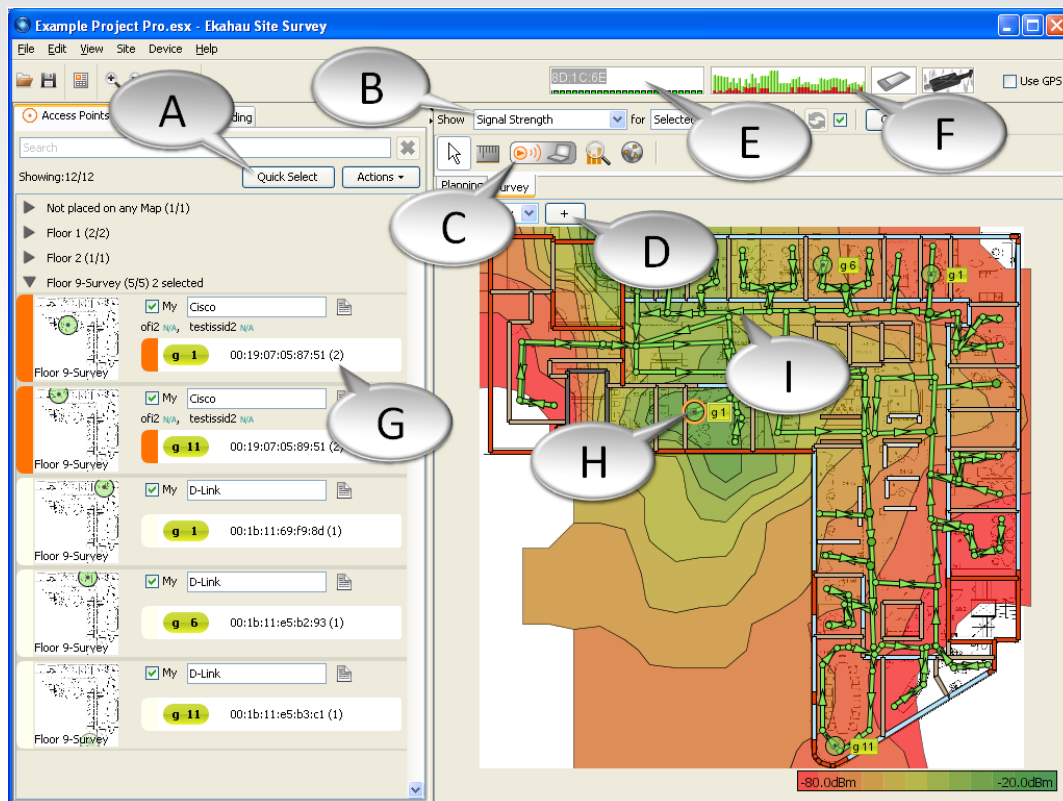 Example Project Pro.esx - Ekahau Site Survey
File Edit View Site Device Help
8D:1C:6E
Use GPS
A
B
E
F
Access Points
ding
Show Signal Strength for Selected
Search
Showing:12/12
Quick Select
Actions
C
Planning
urvey
+
D
Not placed on any Map (1/1)
Floor 1 (2/2)
Floor 2 (1/1)
Floor 9-Survey (5/5) 2 selected
My Cisco
ofi2 N/A, testissid2 N/A
g 1 00:19:07:05:87:51 (2)
Floor 9-Survey
My Cisco
ofi2 N/A, testissid2 N/A
g 11 00:19:07:05:89:51 (2)
Floor 9-Survey
My D-Link
g 1 00:1b:11:69:f9:8d (1)
Floor 9-Survey
My D-Link
g 6 00:1b:11:e5:b2:93 (1)
Floor 9-Survey
My D-Link
g 11 00:1b:11:e5:b3:c1 (1)
Floor 9-Survey
G
g 6
g 1
I
g 1
H
g 11
-80.0dBm
-20.0dBm